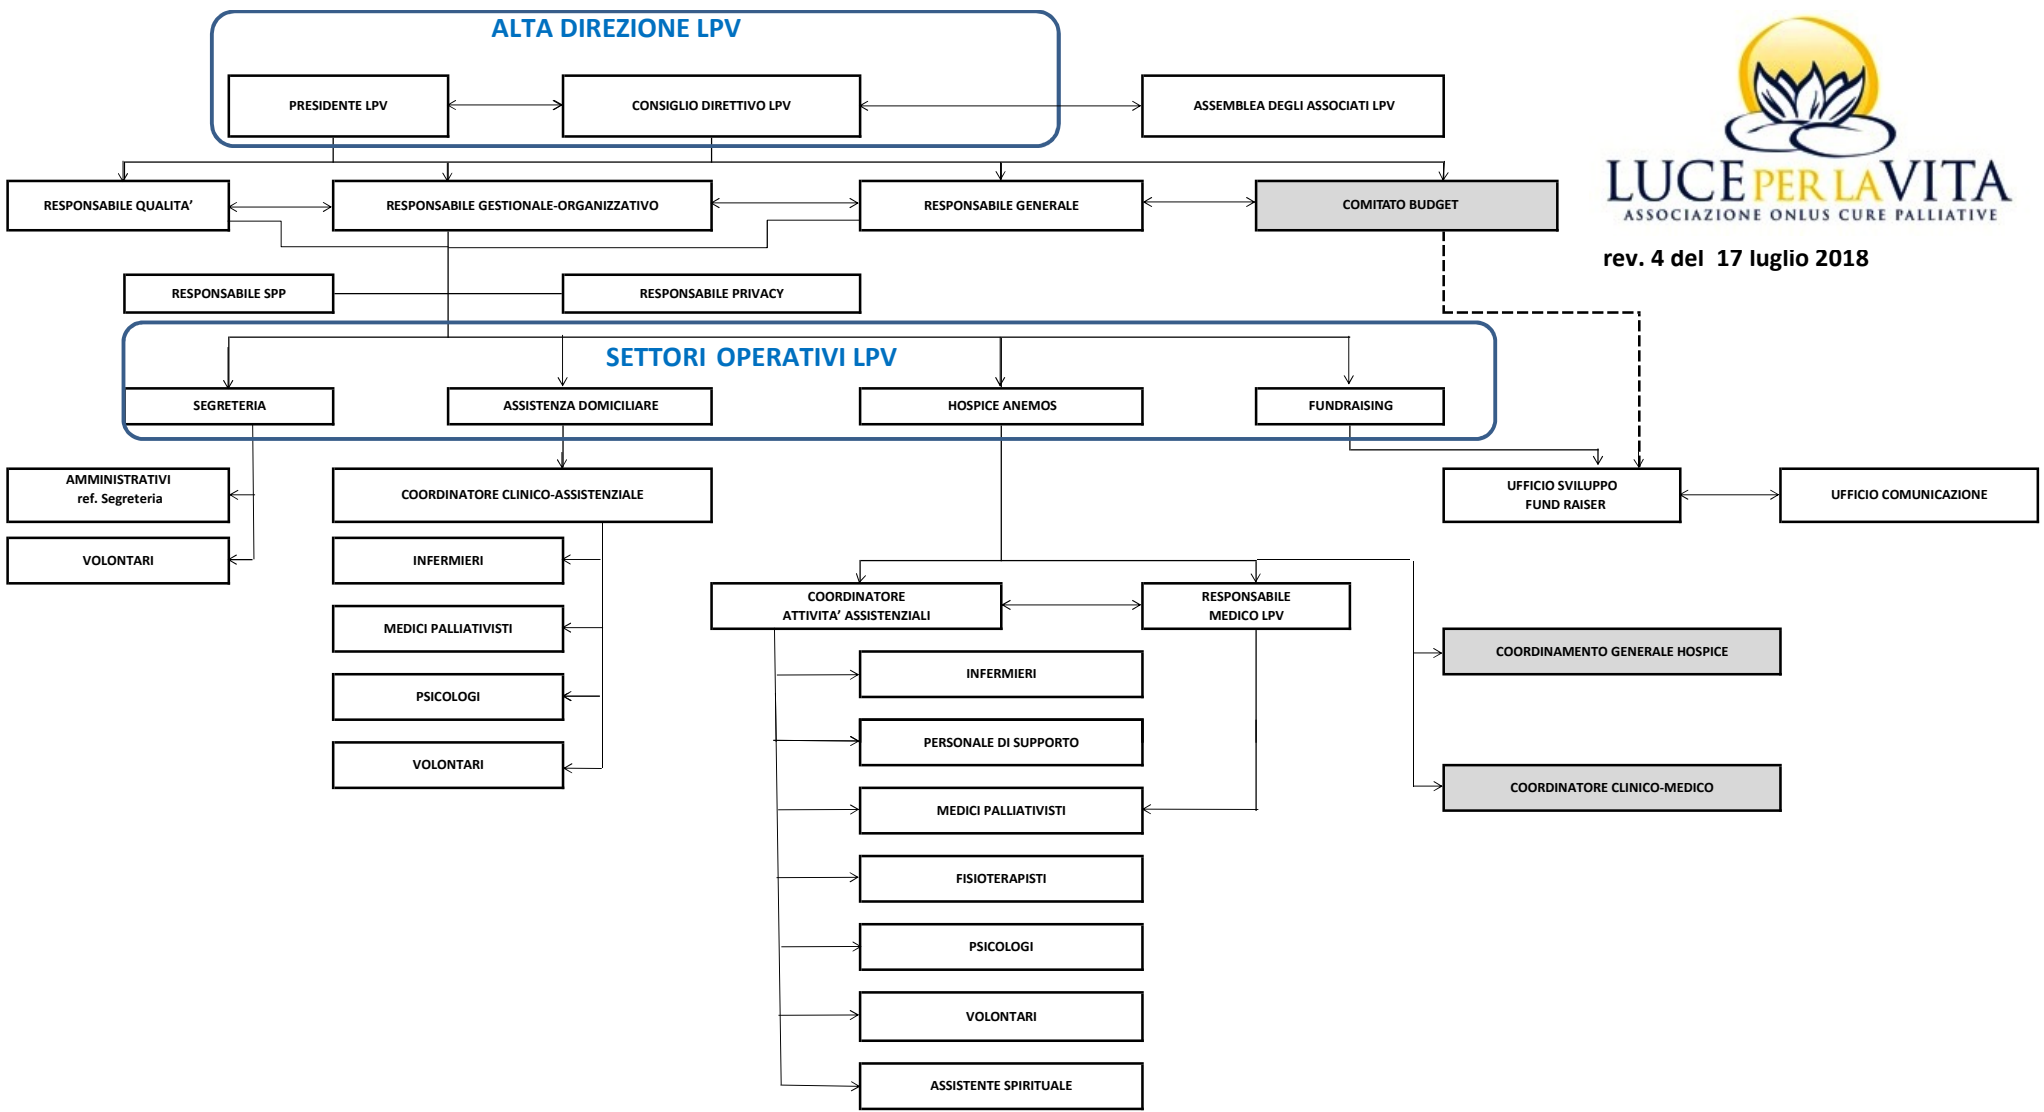 ALTA DIREZIONE LPV
PRESIDENTE LPV
CONSIGLIO DIRETTIVO LPV
ASSEMBLEA DEGLI ASSOCIATI LPV
LUCE PER LA VITA
ASSOCIAZIONE ONLUS CURE PALLIATIVE
rev. 4 del 17 luglio 2018
RESPONSABILE QUALITA’
RESPONSABILE GESTIONALE-ORGANIZZATIVO
RESPONSABILE GENERALE
COMITATO BUDGET
RESPONSABILE SPP
RESPONSABILE PRIVACY
SETTORI OPERATIVI LPV
SEGRETERIA
ASSISTENZA DOMICILIARE
HOSPICE ANEMOS
FUNDRAISING
AMMINISTRATIVI
ref. Segreteria
COORDINATORE CLINICO-ASSISTENZIALE
UFFICIO SVILUPPO
FUND RAISER
UFFICIO COMUNICAZIONE
VOLONTARI
INFERMIERI
MEDICI PALLIATIVISTI
PSICOLOGI
VOLONTARI
COORDINATORE
ATTIVITA’ ASSISTENZIALI
RESPONSABILE
MEDICO LPV
INFERMIERI
PERSONALE DI SUPPORTO
MEDICI PALLIATIVISTI
FISIOTERAPISTI
PSICOLOGI
VOLONTARI
ASSISTENTE SPIRITUALE
COORDINAMENTO GENERALE HOSPICE
COORDINATORE CLINICO-MEDICO